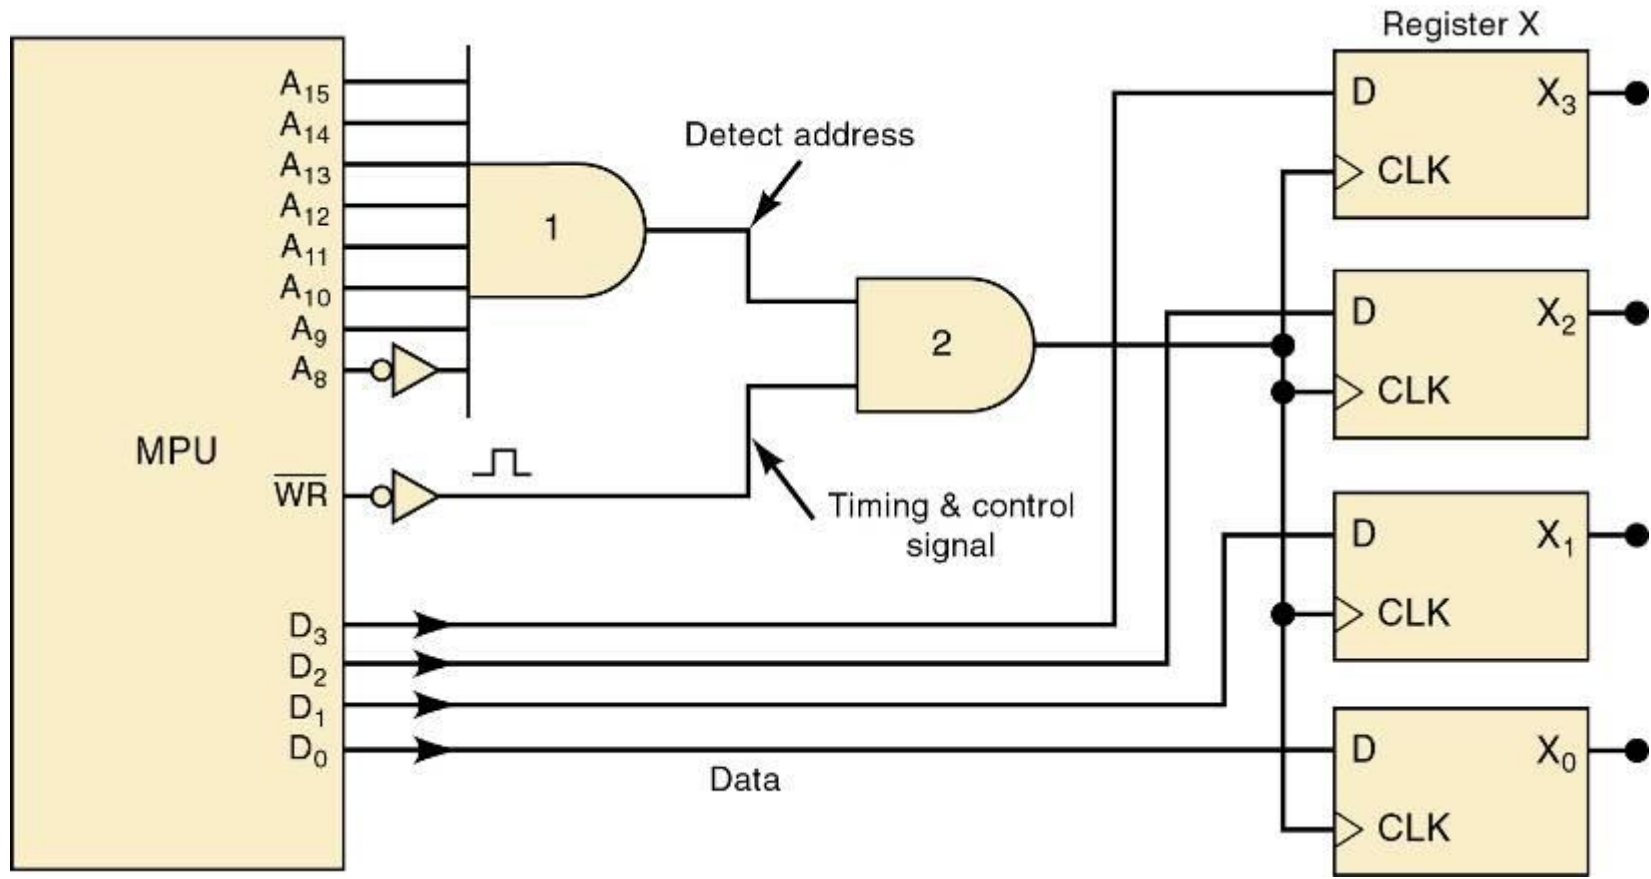 Register X
A₁₅
A₁₄
A₁₃
A₁₂
A₁₁
A₁₀
A₉
A₈
MPU
W̅R̅
D₃
D₂
D₁
D₀
1
Detect address
2
Timing & control
signal
Data
D X₃
CLK
D X₂
CLK
D X₁
CLK
D X₀
CLK